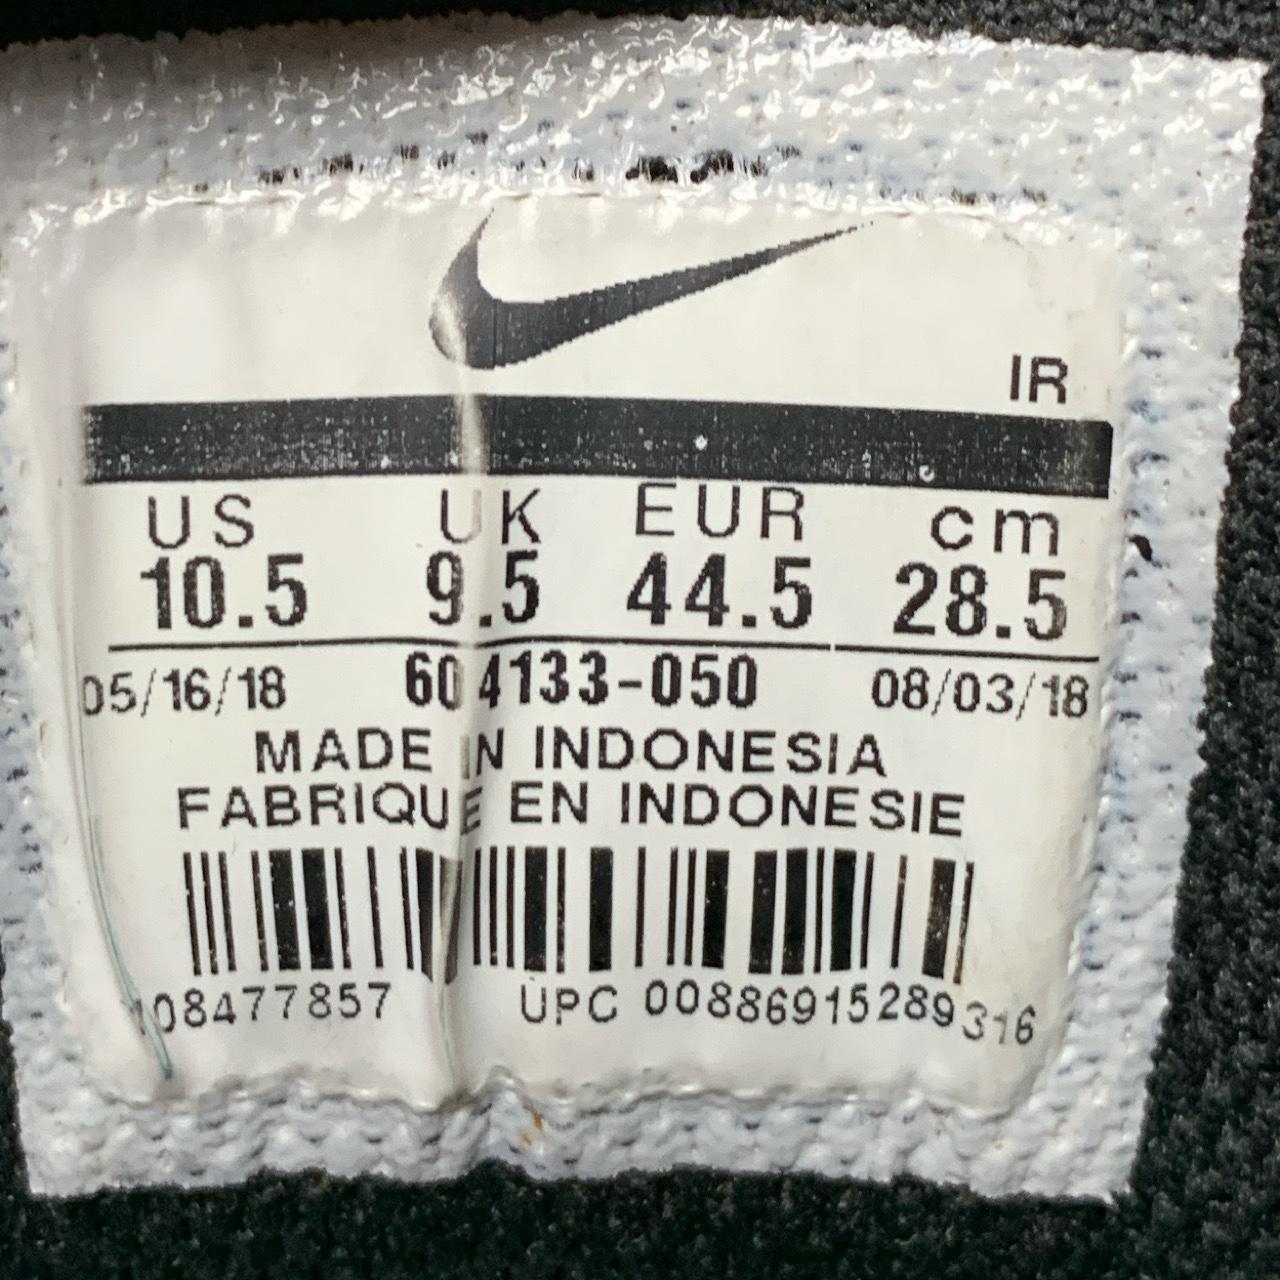 IR
US UK EUR cm
10.5 9.5 44.5 28.5
05/16/18 604133-050 08/03/18
MADE IN INDONESIA
FABRIQUE EN INDONESIE
108477857 UPC 00886915289316